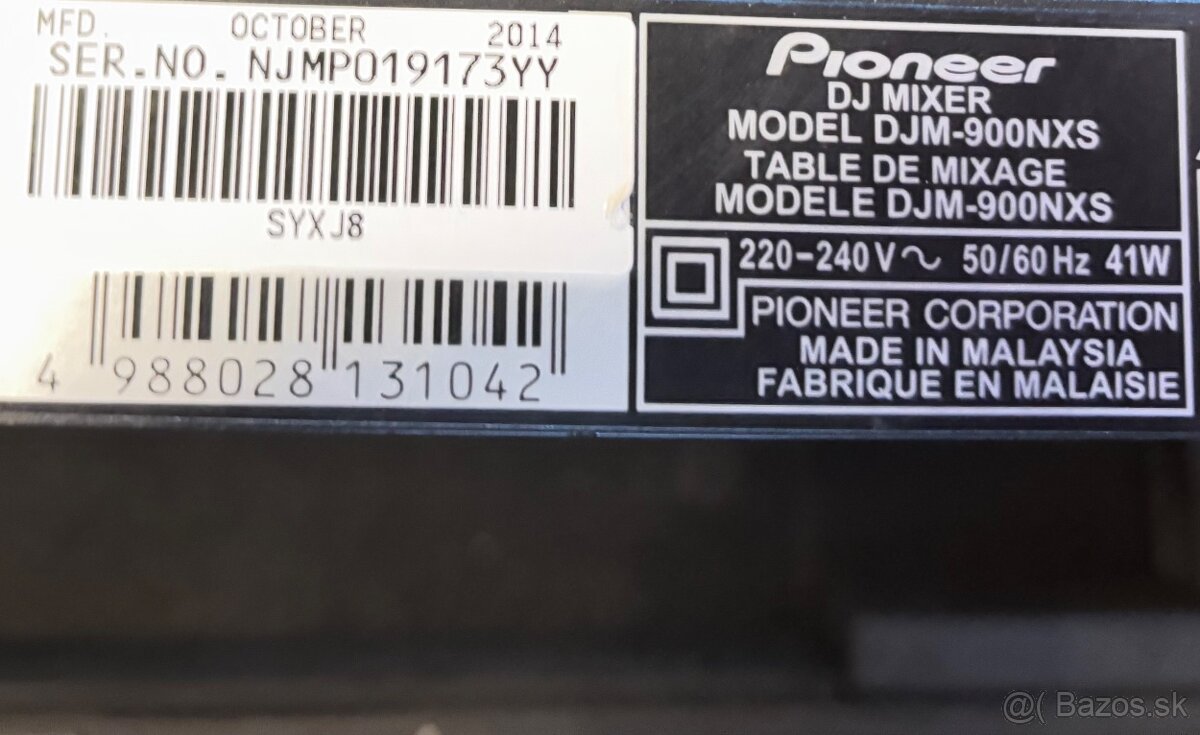 MFD. OCTOBER 2014
SER.NO. NJMP019173YY
SYXJ8
4 988028 131042
Pioneer
DJ MIXER
MODEL DJM-900NXS
TABLE DE MIXAGE
MODELE DJM-900NXS
220-240V～ 50/60Hz 41W
PIONEER CORPORATION
MADE IN MALAYSIA
FABRIQUE EN MALAISIE
@( Bazos.sk